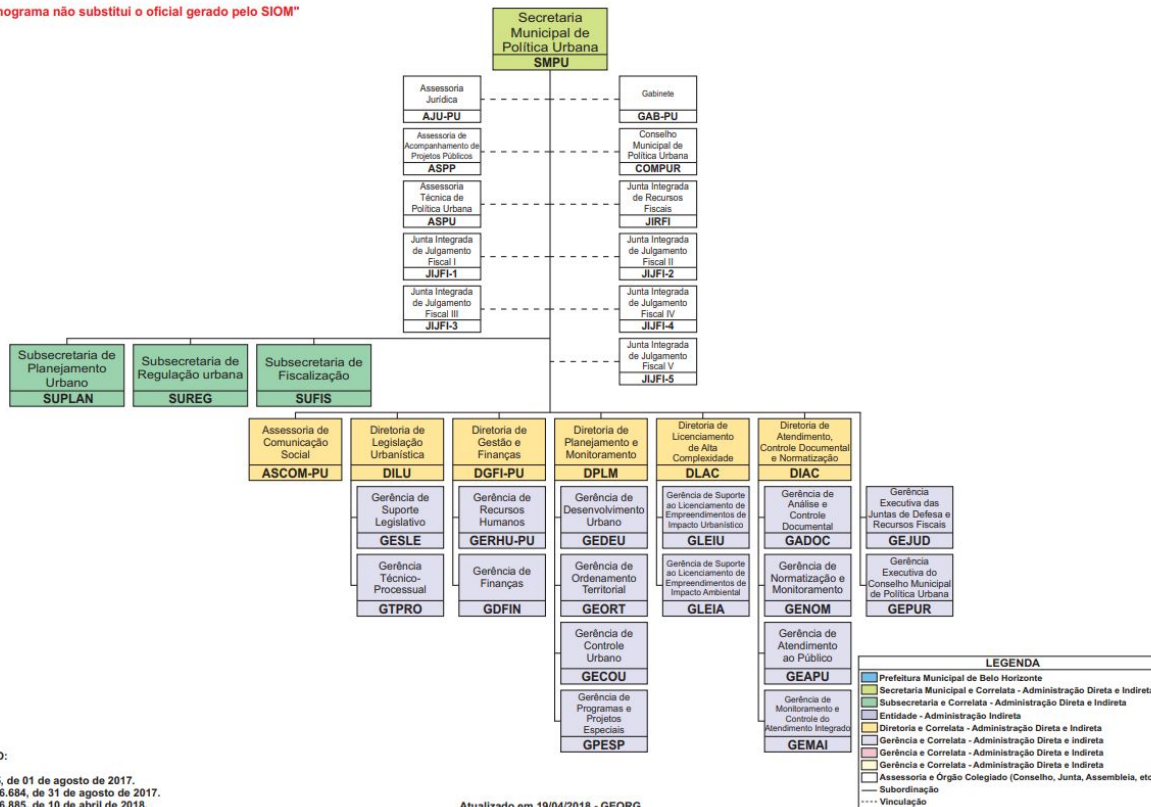 nograma não substitui o oficial gerado pelo SIOM"
Secretaria
Municipal de
Política Urbana
SMPU
Assessoria
Jurídica
AJU-PU
Gabinete
GAB-PU
Assessoria de
Acompanhamento de
Projetos Públicos
ASPP
Conselho
Municipal de
Política Urbana
COMPUR
Assessoria
Técnica de
Política Urbana
ASPU
Junta Integrada
de Recursos
Fiscais
JIRFI
Junta Integrada
de Julgamento
Fiscal I
JIJFI-1
Junta Integrada
de Julgamento
Fiscal II
JIJFI-2
Junta Integrada
de Julgamento
Fiscal III
JIJFI-3
Junta Integrada
de Julgamento
Fiscal IV
JIJFI-4
Junta Integrada
de Julgamento
Fiscal V
JIJFI-5
Subsecretaria de
Planejamento
Urbano
SUPLAN
Subsecretaria de
Regulação urbana
SUREG
Subsecretaria de
Fiscalização
SUFIS
Assessoria de
Comunicação
Social
ASCOM-PU
Diretoria de
Legislação
Urbanística
DILU
Diretoria de
Gestão e
Finanças
DGFI-PU
Diretoria de
Planejamento e
Monitoramento
DPLM
Diretoria de
Licenciamento
de Alta
Complexidade
DLAC
Diretoria de
Atendimento,
Controle Documental
e Normatização
DIAC
Gerência de
Suporte
Legislativo
GESLE
Gerência de
Recursos
Humanos
GERHU-PU
Gerência de
Desenvolvimento
Urbano
GEDEU
Gerência de Suporte
ao Licenciamento de
Empreendimentos de
Impacto Urbanístico
GLEIU
Gerência de
Análise e
Controle
Documental
GADOC
Gerência
Executiva das
Juntas de Defesa e
Recursos Fiscais
GEJUD
Gerência
Técnico-
Processual
GTPRO
Gerência de
Finanças
GDFIN
Gerência de
Ordenamento
Territorial
GEORT
Gerência de Suporte
ao Licenciamento de
Empreendimentos de
Impacto Ambiental
GLEIA
Gerência de
Normatização e
Monitoramento
GENOM
Gerência
Executiva do
Conselho Municipal
de Política Urbana
GEPUR
Gerência de
Controle
Urbano
GECOU
Gerência de
Atendimento
ao Público
GEAPU
Gerência de
Programas e
Projetos
Especiais
GPESP
Gerência de
Monitoramento e
Controle do
Atendimento Integrado
GEMAI
LEGENDA
Prefeitura Municipal de Belo Horizonte
Secretaria Municipal e Correlata - Administração Direta e Indireta
Subsecretaria e Correlata - Administração Direta e Indireta
Entidade - Administração Indireta
Diretoria e Correlata - Administração Direta e Indireta
Gerência e Correlata - Administração Direta e indireta
Gerência e Correlata - Administração Direta e Indireta
Gerência e Correlata - Administração Direta e Indireta
Assessoria e Órgão Colegiado (Conselho, Junta, Assembleia, etc
Subordinação
Vinculação
O:
, de 01 de agosto de 2017.
6.684, de 31 de agosto de 2017.
6.885, de 10 de abril de 2018.
Atualizado em 19/04/2018 - GEORG